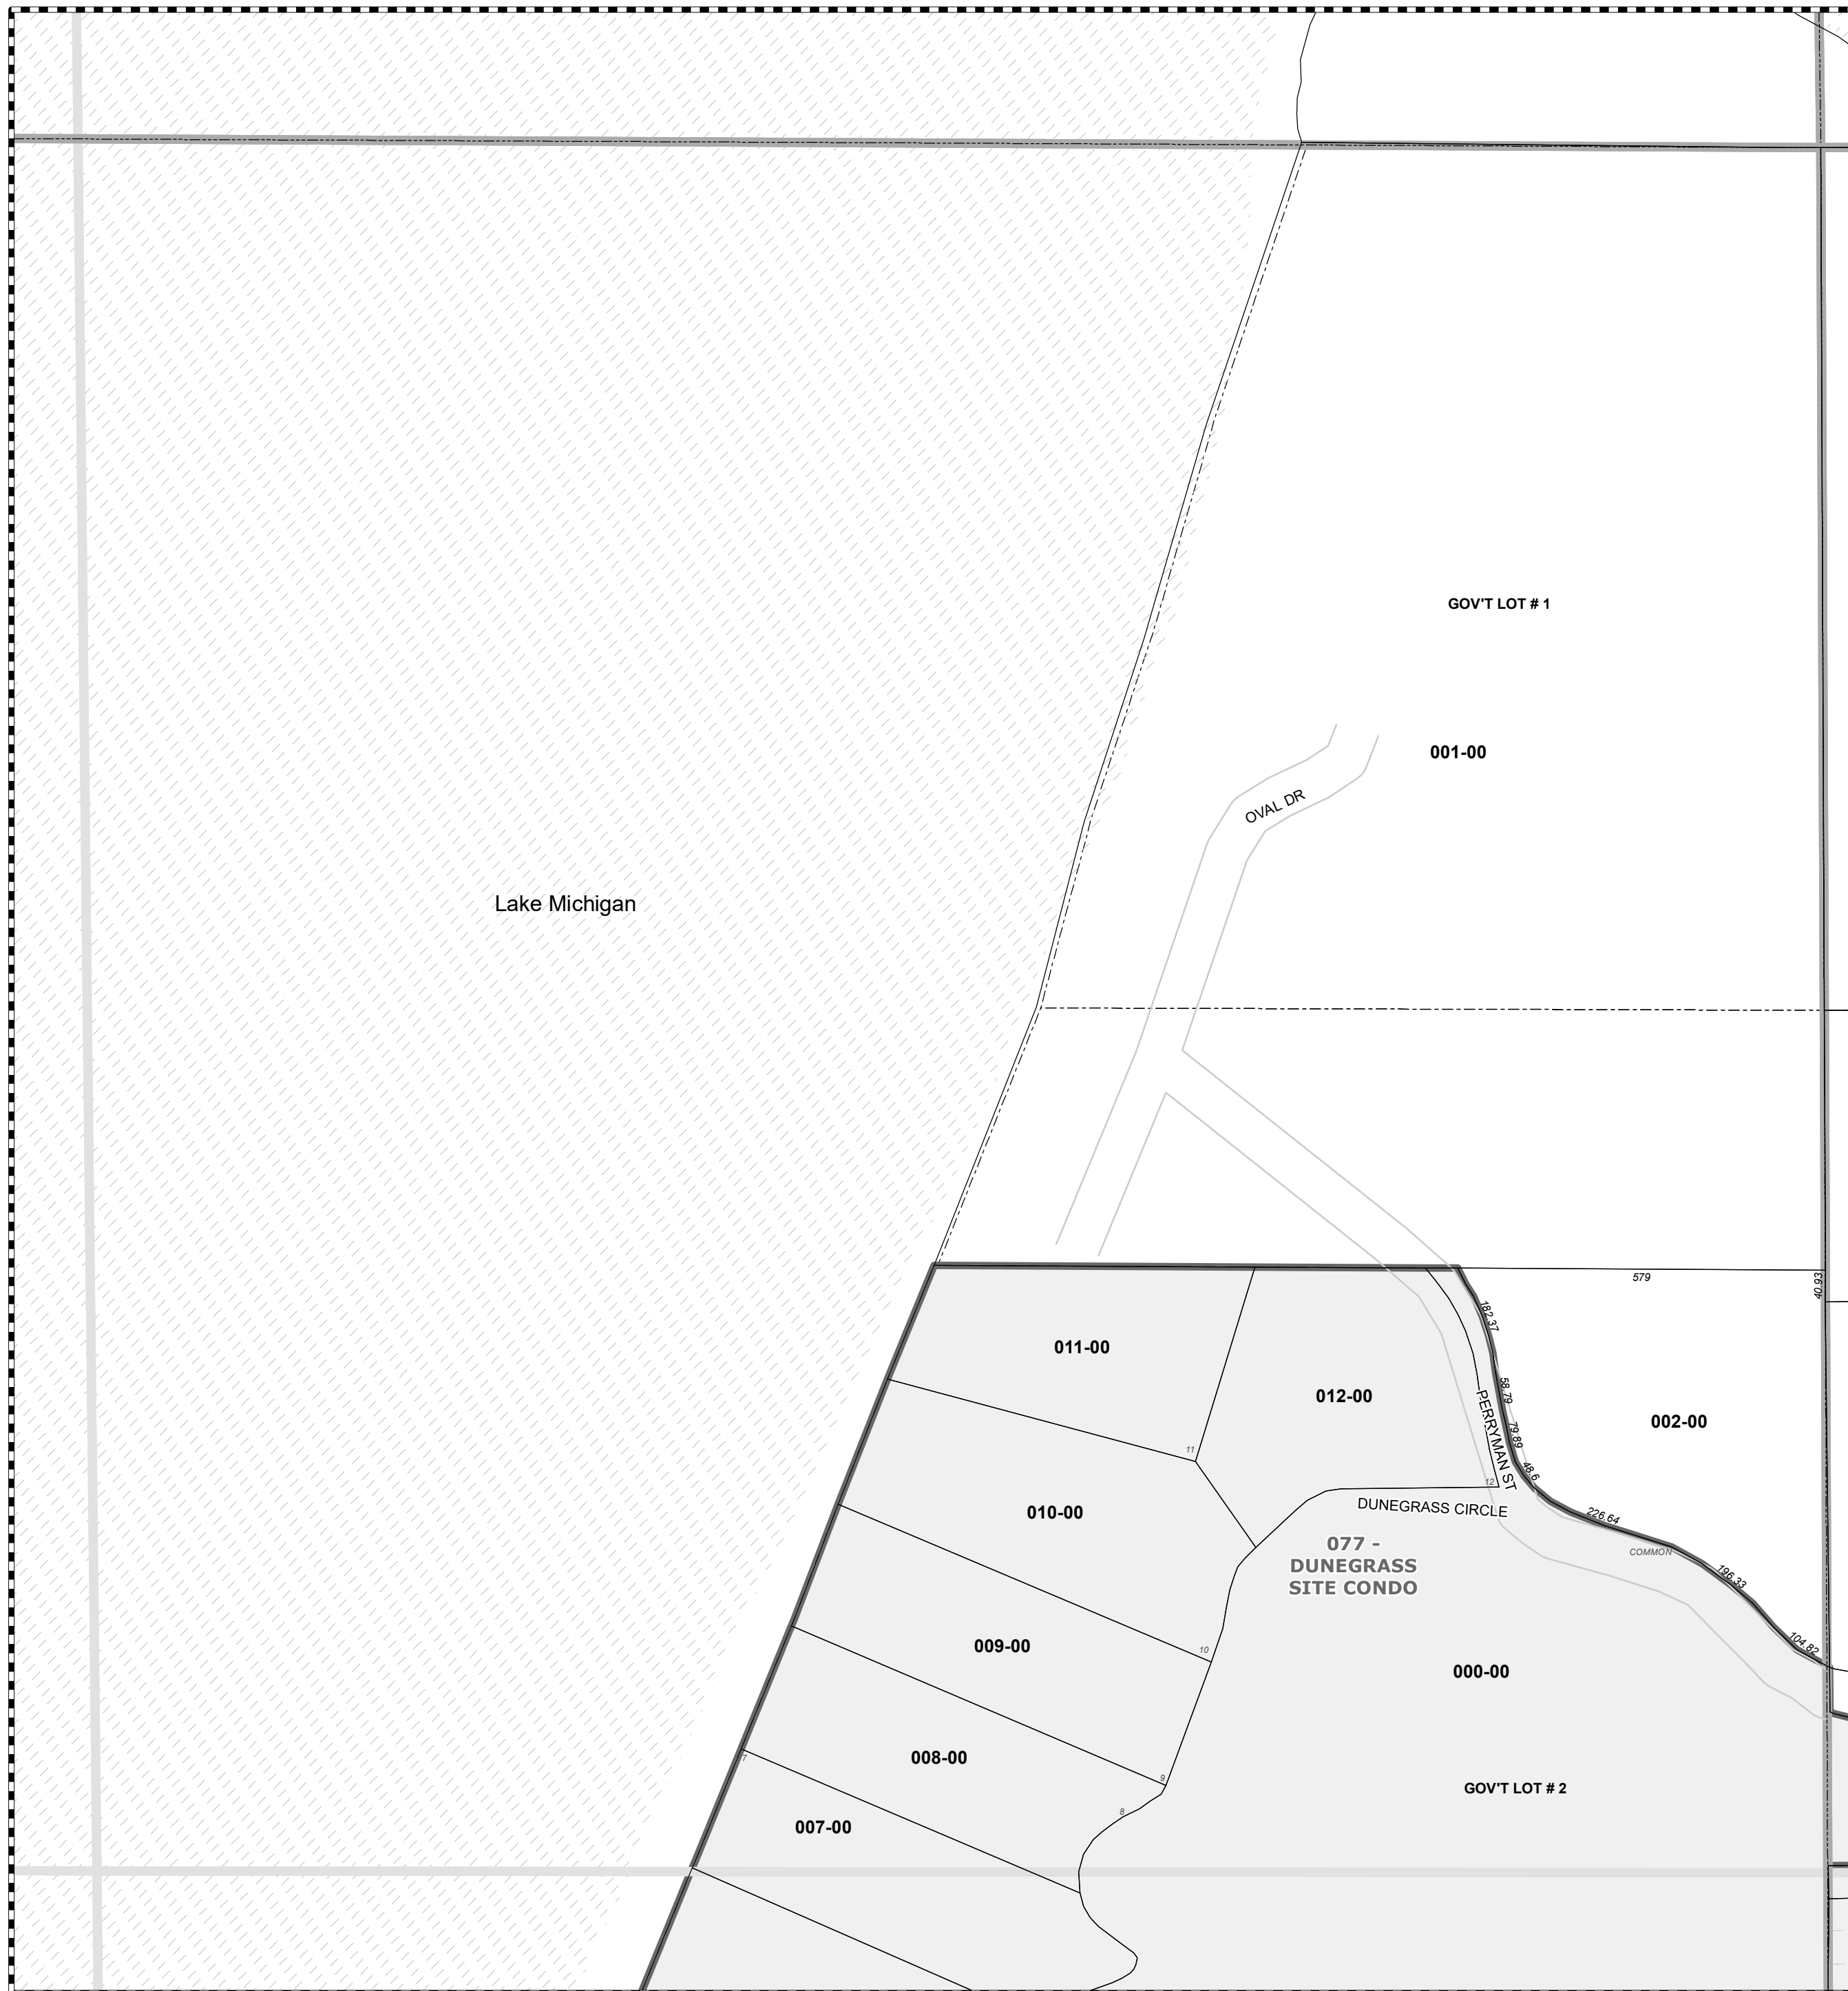 GOV'T LOT # 1
001-00
OVAL DR
Lake Michigan
579
40.93
182.37
011-00
58.79
012-00
PERRYMAN ST
002-00
79.89
11
48.6
12
DUNEGRASS CIRCLE
010-00
226.64
077 -
DUNEGRASS
SITE CONDO
COMMON
196.33
009-00
10
104.82
000-00
008-00
7
9
GOV'T LOT # 2
8
007-00